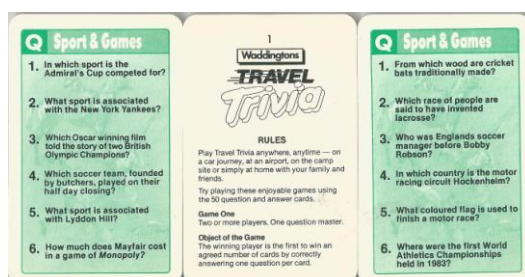 Q Sport & Games
1. In which sport is the
Admiral's Cup competed for?
2. What sport is associated
with the New York Yankees?
3. Which Oscar winning film
told the story of two British
Olympic Champions?
4. Which soccer team, founded
by butchers, played on their
half day closing?
5. What sport is associated
with Lyddon Hill?
6. How much does Mayfair cost
in a game of Monopoly?
1
Waddingtons
TRAVEL
Trivia
RULES
Play Travel Trivia anywhere, anytime — on
a car journey, at an airport, on the camp
site or simply at home with your family and
friends.
Try playing these enjoyable games using
the 50 question and answer cards.
Game One
Two or more players. One question master.
Object of the Game
The winning player is the first to win an
agreed number of cards by correctly
answering one question per card.
Q Sport & Games
1. From which wood are cricket
bats traditionally made?
2. Which race of people are
said to have invented
lacrosse?
3. Who was Englands soccer
manager before Bobby
Robson?
4. In which country is the motor
racing circuit Hockenheim?
5. What coloured flag is used to
finish a motor race?
6. Where were the first World
Athletics Championships
held in 1983?